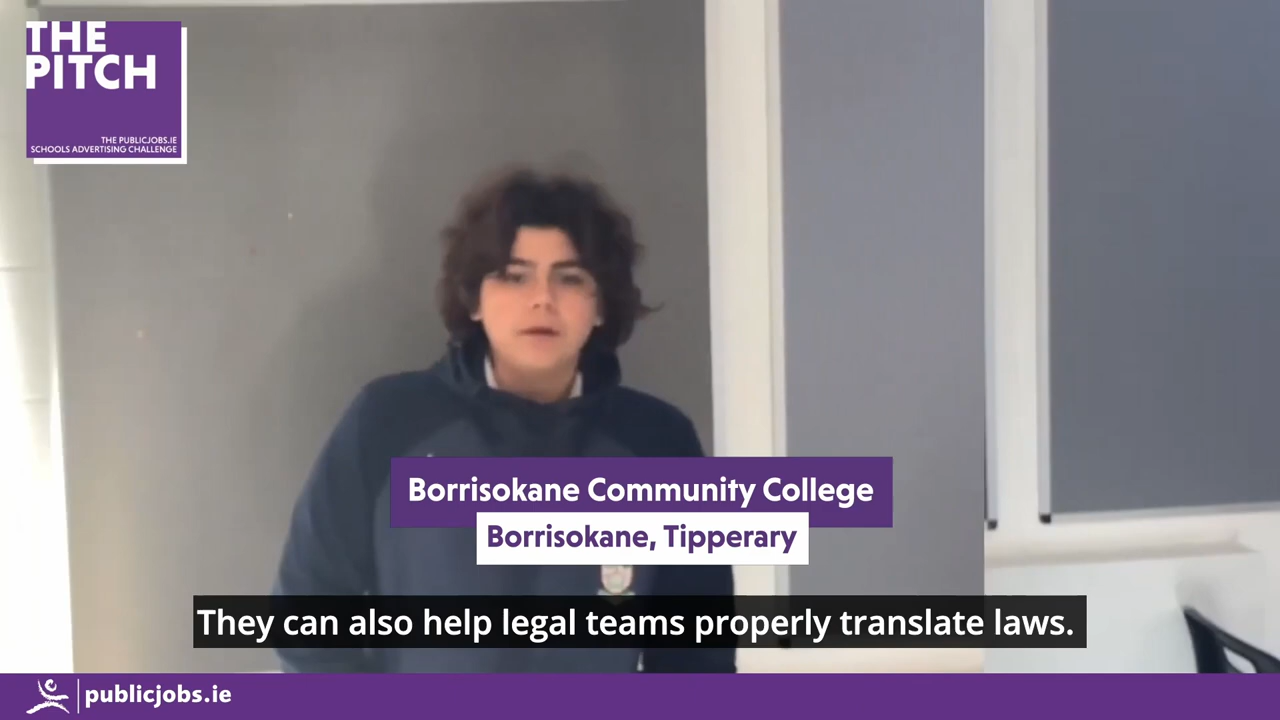 THE
PITCH
THE PUBLICJOBS.IE
SCHOOLS ADVERTISING CHALLENGE
Borrisokane Community College
Borrisokane, Tipperary
They can also help legal teams properly translate laws.
publicjobs.ie